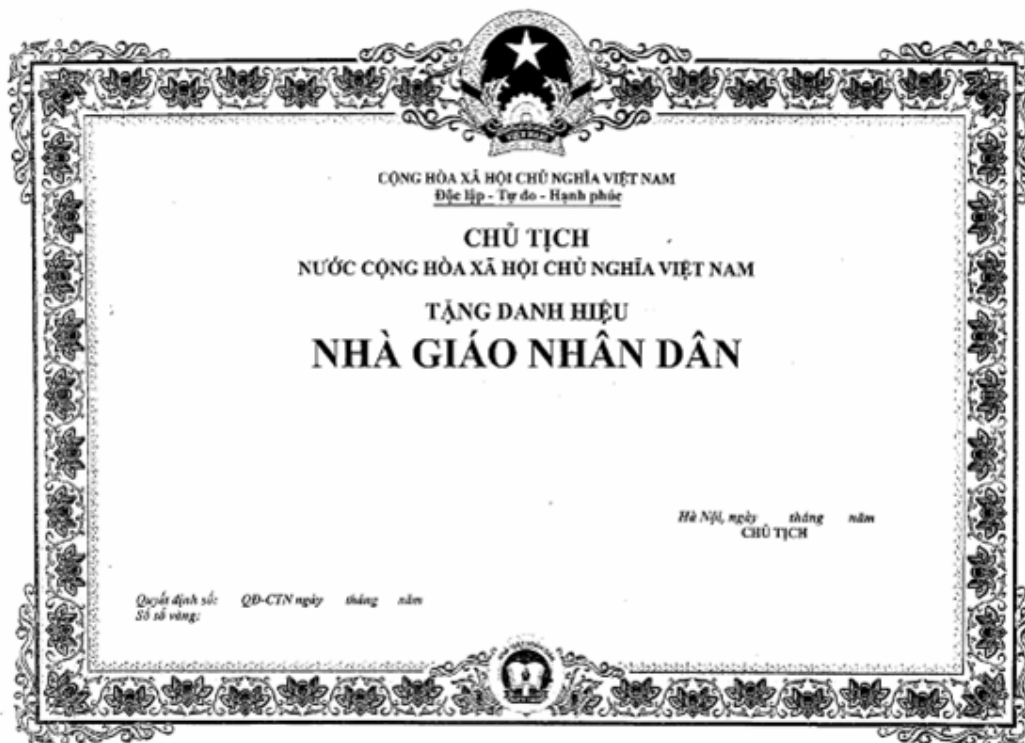 VIỆT NAM
CỘNG HÒA XÃ HỘI CHỦ NGHĨA VIỆT NAM
Độc lập - Tự do - Hạnh phúc
CHỦ TỊCH
NƯỚC CỘNG HÒA XÃ HỘI CHỦ NGHĨA VIỆT NAM
TẶNG DANH HIỆU
NHÀ GIÁO NHÂN DÂN
Hà Nội, ngày tháng năm
CHỦ TỊCH
Quyết định số: QĐ-CTN ngày tháng năm
Số sổ vàng: